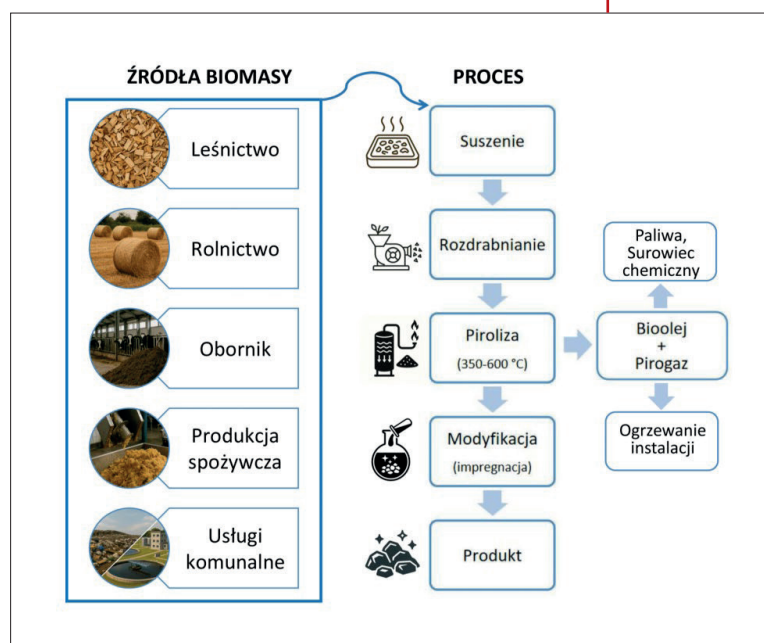 ŹRÓDŁA BIOMASY
Leśnictwo
Rolnictwo
Obornik
Produkcja
spożywcza
Usługi
komunalne
PROCES
Suszenie
Rozdrabnianie
Piroliza
(350-600 °C)
Modyfikacja
(impregnacja)
Produkt
Paliwa,
Surowiec
chemiczny
Bioolej
+
Pirogaz
Ogrzewanie
instalacji